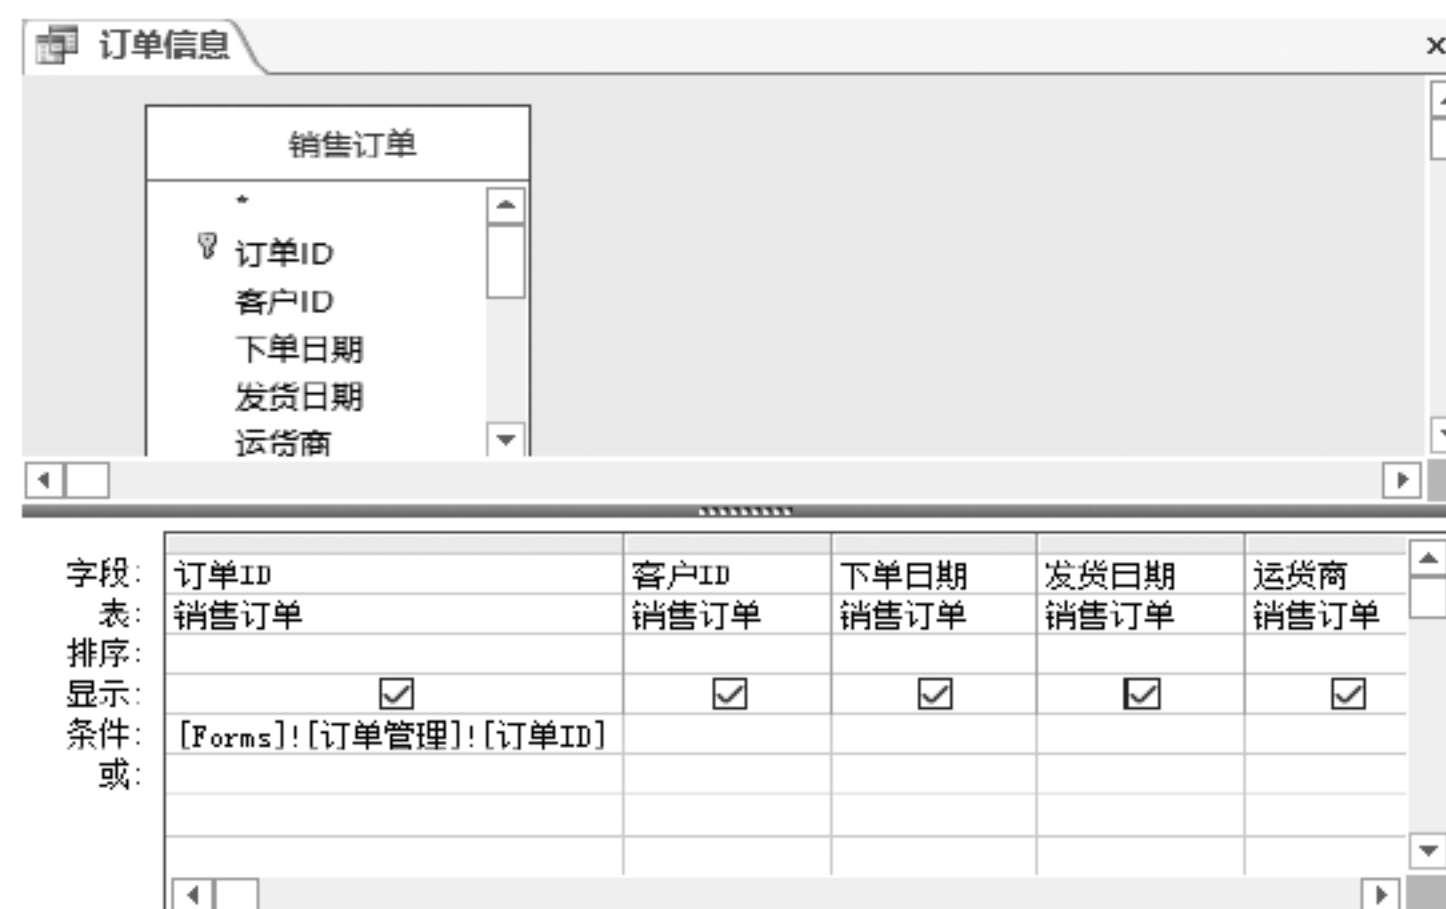 订单信息
x
销售订单
*
订单ID
客户ID
下单日期
发货日期
运货商
字段: 订单ID 客户ID 下单日期 发货日期 运货商
表: 销售订单 销售订单 销售订单 销售订单 销售订单
排序:
显示:
条件: [Forms]![订单管理]![订单ID]
或: